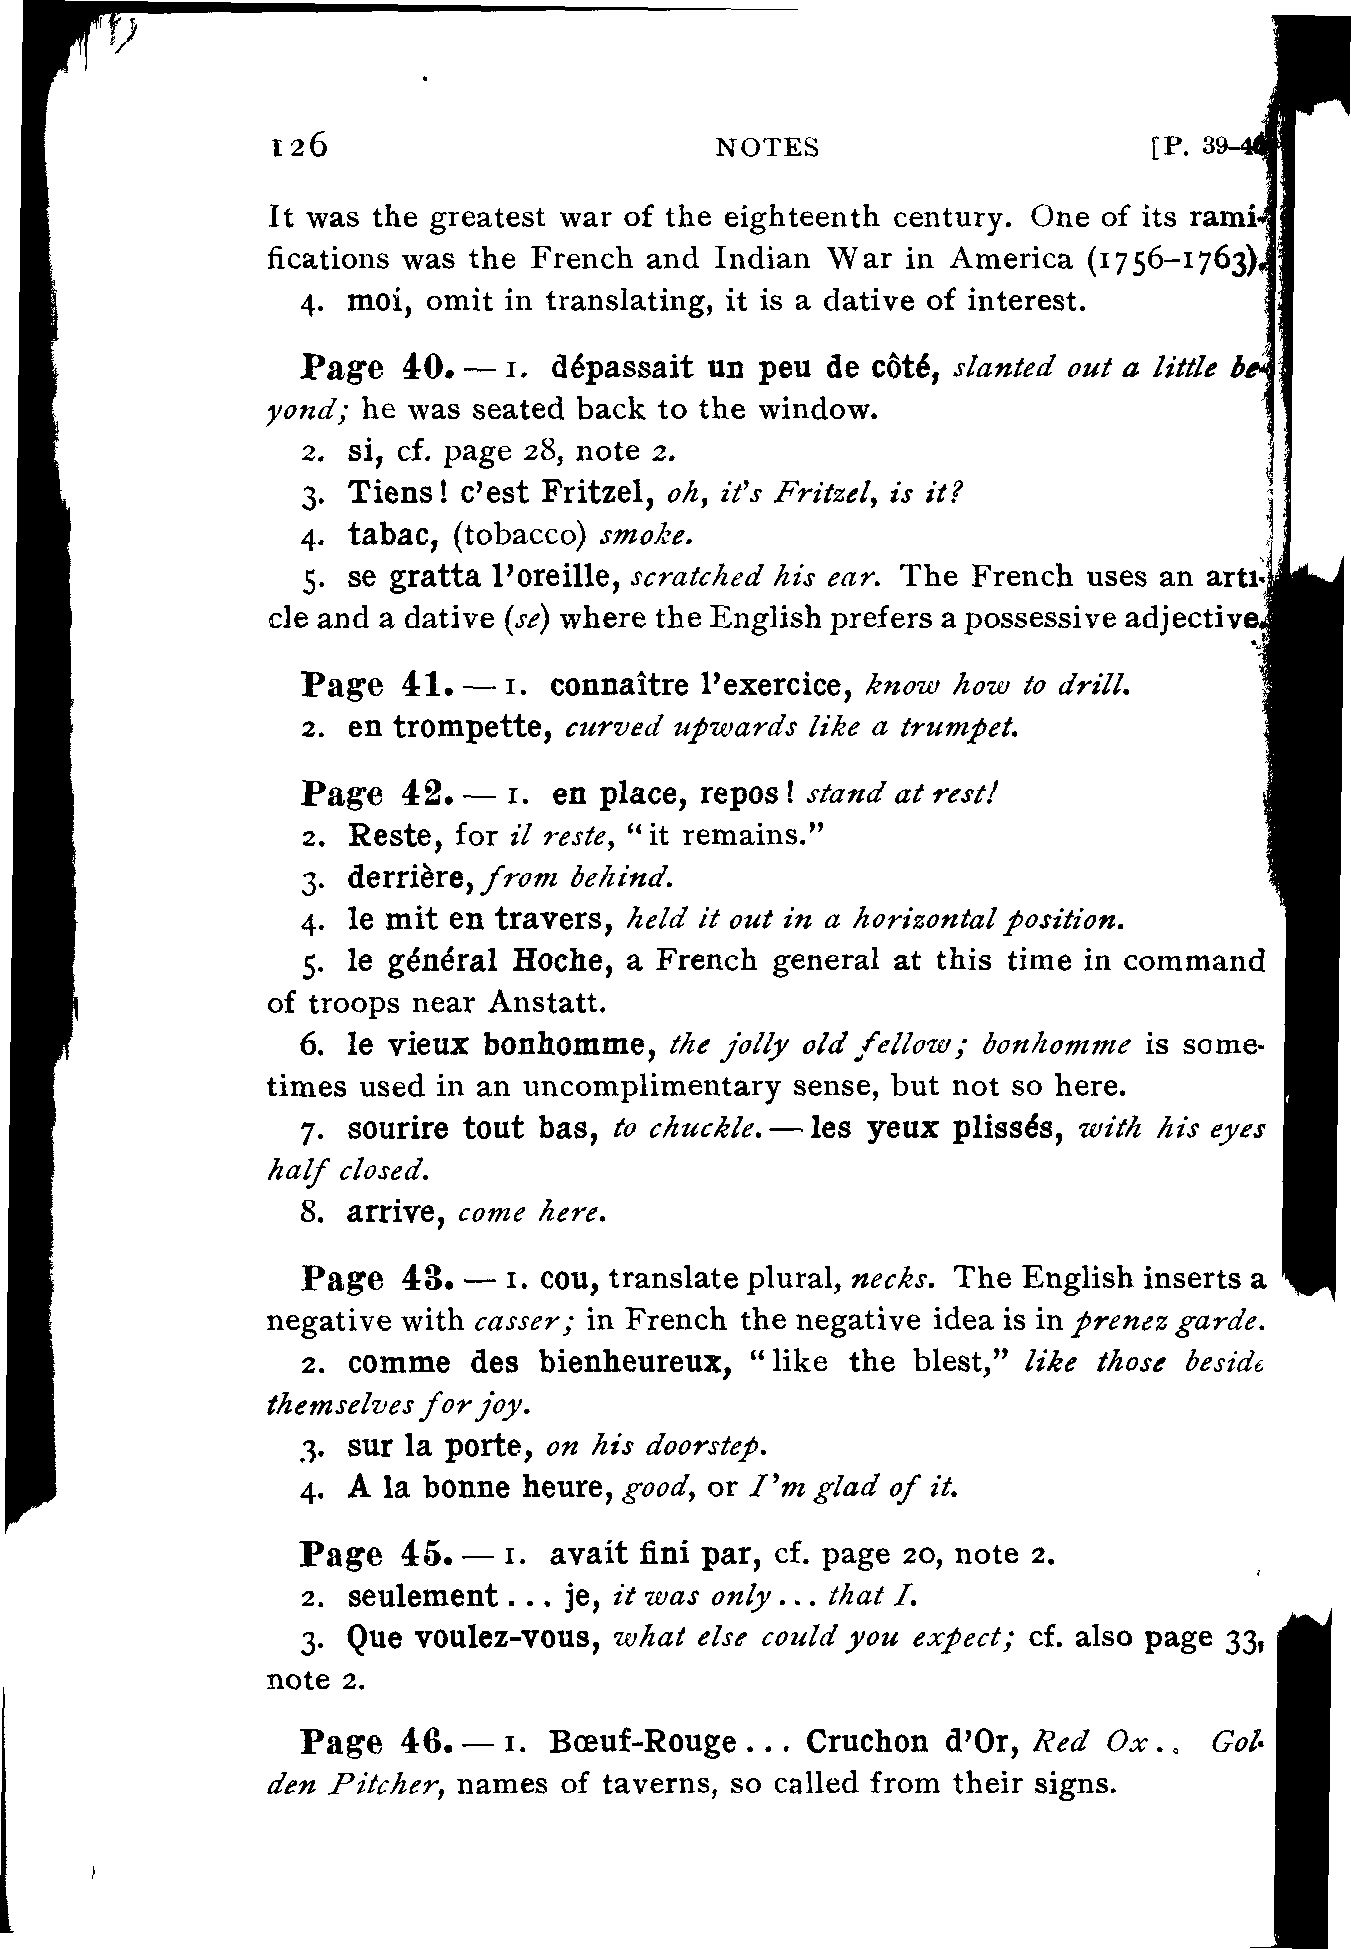 126 NOTES [P. 39–46
It was the greatest war of the eighteenth century. One of its rami-
fications was the French and Indian War in America (1756–1763).
4. moi, omit in translating, it is a dative of interest.
Page 40. — 1. dépassait un peu de côté, slanted out a little be-
yond; he was seated back to the window.
2. si, cf. page 28, note 2.
3. Tiens! c'est Fritzel, oh, it's Fritzel, is it?
4. tabac, (tobacco) smoke.
5. se gratta l'oreille, scratched his ear. The French uses an arti-
cle and a dative (se) where the English prefers a possessive adjective.
Page 41. — 1. connaître l'exercice, know how to drill.
2. en trompette, curved upwards like a trumpet.
Page 42. — 1. en place, repos! stand at rest!
2. Reste, for il reste, "it remains."
3. derrière, from behind.
4. le mit en travers, held it out in a horizontal position.
5. le général Hoche, a French general at this time in command
of troops near Anstatt.
6. le vieux bonhomme, the jolly old fellow; bonhomme is some-
times used in an uncomplimentary sense, but not so here.
7. sourire tout bas, to chuckle. — les yeux plissés, with his eyes
half closed.
8. arrive, come here.
Page 43. — 1. cou, translate plural, necks. The English inserts a
negative with casser; in French the negative idea is in prenez garde.
2. comme des bienheureux, "like the blest," like those beside
themselves for joy.
3. sur la porte, on his doorstep.
4. A la bonne heure, good, or I'm glad of it.
Page 45. — 1. avait fini par, cf. page 20, note 2.
2. seulement ... je, it was only ... that I.
3. Que voulez-vous, what else could you expect; cf. also page 33,
note 2.
Page 46. — 1. Bœuf-Rouge ... Cruchon d'Or, Red Ox ... Gol-
den Pitcher, names of taverns, so called from their signs.